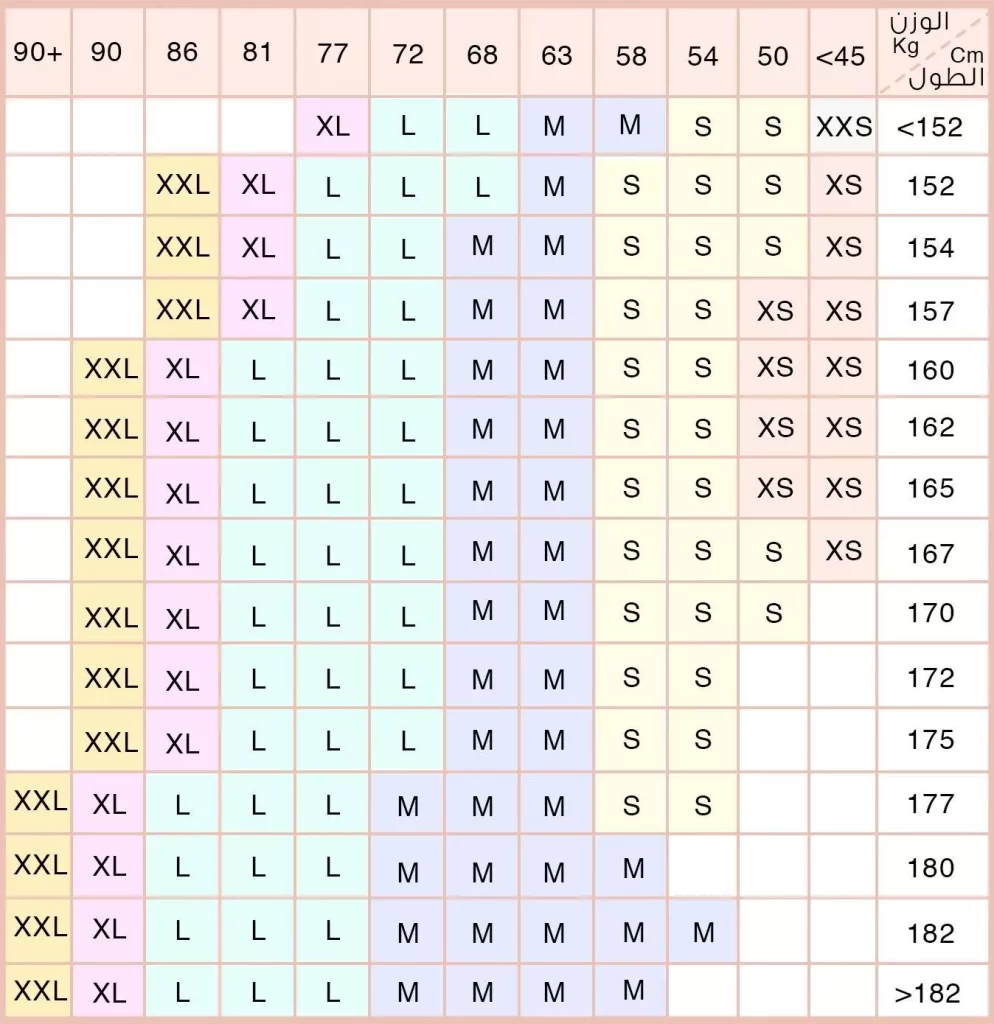 90+ 90 86 81 77 72 68 63 58 54 50 <45 الوزن Kg Cm الطول
XL L L M M S S XXS <152
XXL XL L L L M S S S XS 152
XXL XL L L M M S S S XS 154
XXL XL L L M M S S XS XS 157
XXL XL L L L M M S S XS XS 160
XXL XL L L L M M S S XS XS 162
XXL XL L L L M M S S XS XS 165
XXL XL L L L M M S S S XS 167
XXL XL L L L M M S S S 170
XXL XL L L L M M S S 172
XXL XL L L L M M S S 175
XXL XL L L L M M M S S 177
XXL XL L L L M M M M 180
XXL XL L L L M M M M M 182
XXL XL L L L M M M M >182